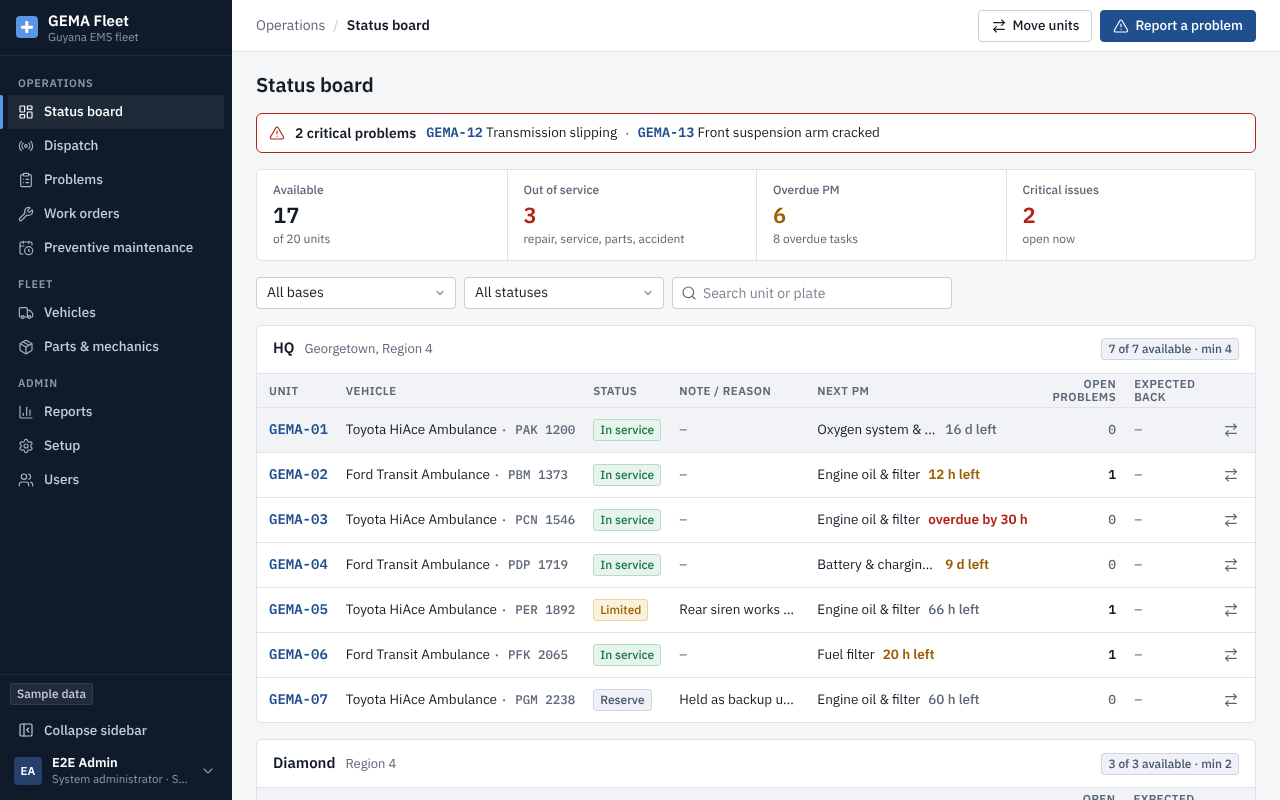 GEMA Fleet
Guyana EMS fleet
OPERATIONS
Status board
Dispatch
Problems
Work orders
Preventive maintenance
FLEET
Vehicles
Parts & mechanics
ADMIN
Reports
Setup
Users
Sample data
Collapse sidebar
EA
E2E Admin
System administrator · S...
Operations / Status board
Move units
Report a problem
Status board
2 critical problems GEMA-12 Transmission slipping · GEMA-13 Front suspension arm cracked
Available
17
of 20 units
Out of service
3
repair, service, parts, accident
Overdue PM
6
8 overdue tasks
Critical issues
2
open now
All bases
All statuses
Search unit or plate
HQ Georgetown, Region 4 7 of 7 available · min 4
UNIT VEHICLE STATUS NOTE / REASON NEXT PM OPEN PROBLEMS EXPECTED BACK
GEMA-01 Toyota HiAce Ambulance · PAK 1200 In service – Oxygen system & ... 16 d left 0 –
GEMA-02 Ford Transit Ambulance · PBM 1373 In service – Engine oil & filter 12 h left 1 –
GEMA-03 Toyota HiAce Ambulance · PCN 1546 In service – Engine oil & filter overdue by 30 h 0 –
GEMA-04 Ford Transit Ambulance · PDP 1719 In service – Battery & chargin... 9 d left 0 –
GEMA-05 Toyota HiAce Ambulance · PER 1892 Limited Rear siren works ... Engine oil & filter 66 h left 1 –
GEMA-06 Ford Transit Ambulance · PFK 2065 In service – Fuel filter 20 h left 1 –
GEMA-07 Toyota HiAce Ambulance · PGM 2238 Reserve Held as backup u... Engine oil & filter 60 h left 0 –
Diamond Region 4 3 of 3 available · min 2
OPEN EXPECTED